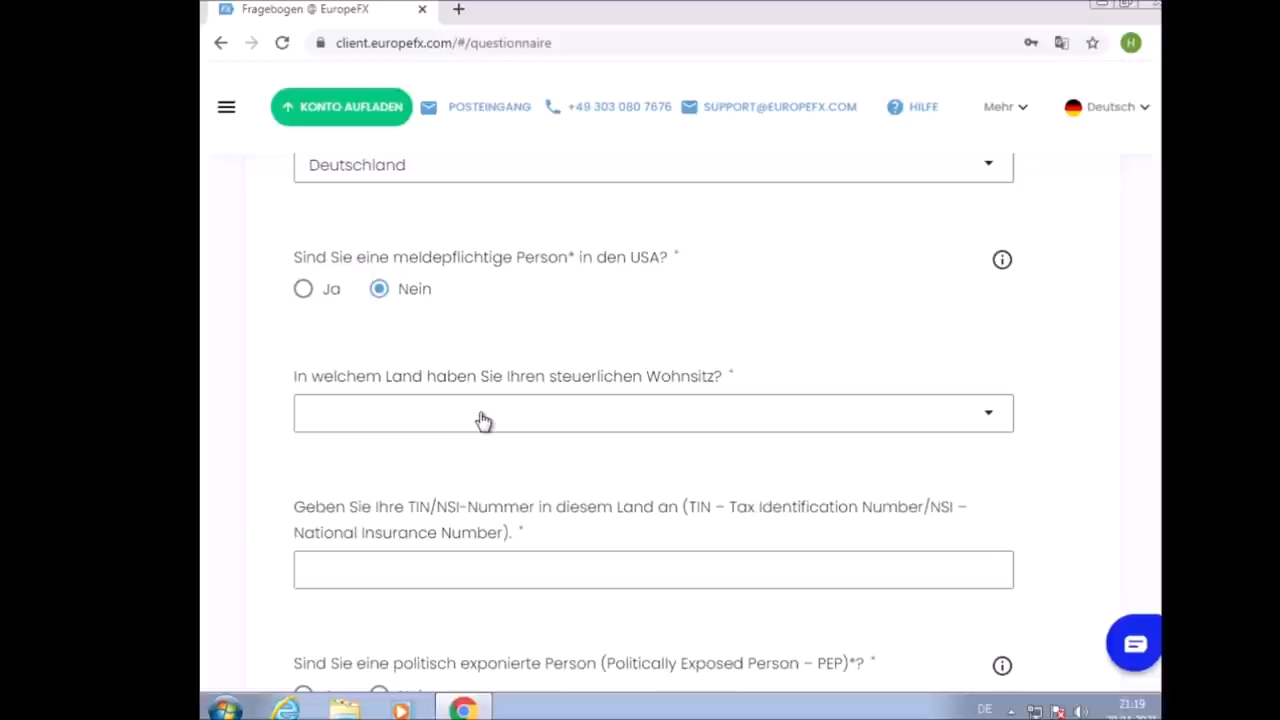 Fragebogen @ EuropeFX
client.europefx.com/#/questionnaire
H
KONTO AUFLADEN
POSTEINGANG
+49 303 080 7676
SUPPORT@EUROPEFX.COM
HILFE
Mehr
Deutsch
Deutschland
Sind Sie eine meldepflichtige Person* in den USA? *
Ja
Nein
In welchem Land haben Sie Ihren steuerlichen Wohnsitz? *
Geben Sie Ihre TIN/NSI-Nummer in diesem Land an (TIN – Tax Identification Number/NSI –
National Insurance Number). *
Sind Sie eine politisch exponierte Person (Politically Exposed Person – PEP)*? *
DE
21:19